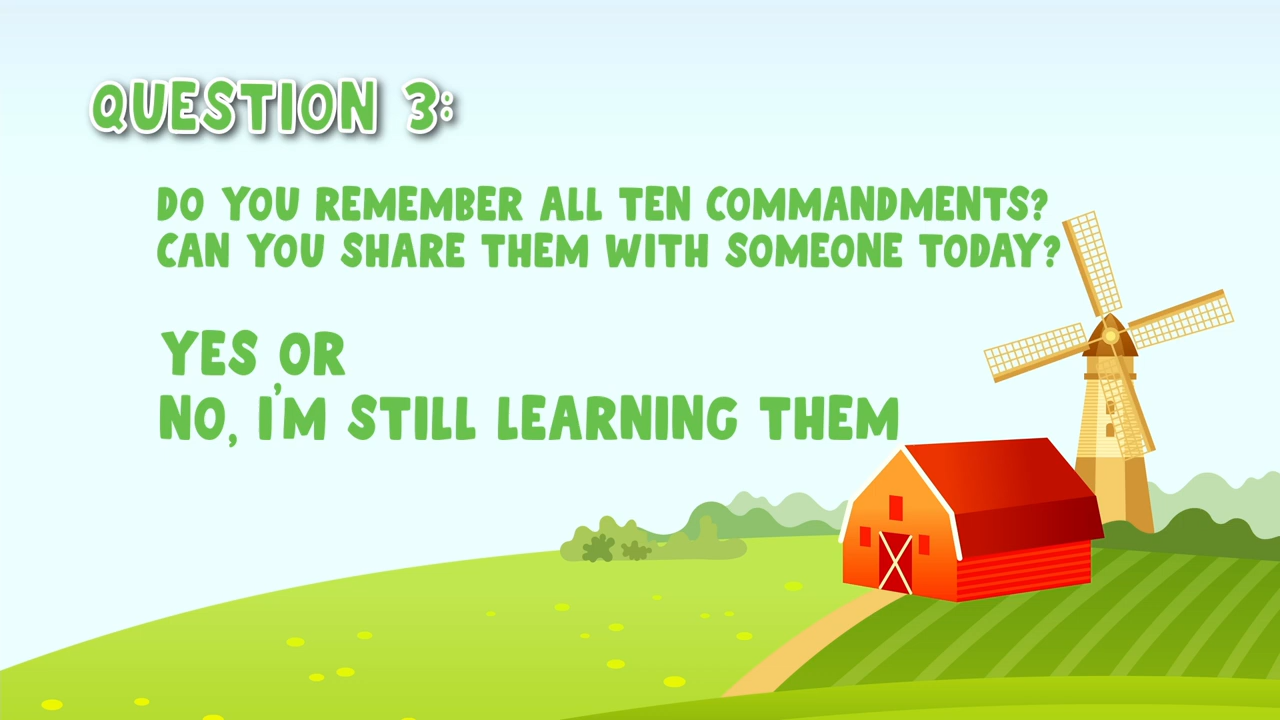 QUESTION 3:
DO YOU REMEMBER ALL TEN COMMANDMENTS?
CAN YOU SHARE THEM WITH SOMEONE TODAY?
YES OR
NO, I'M STILL LEARNING THEM